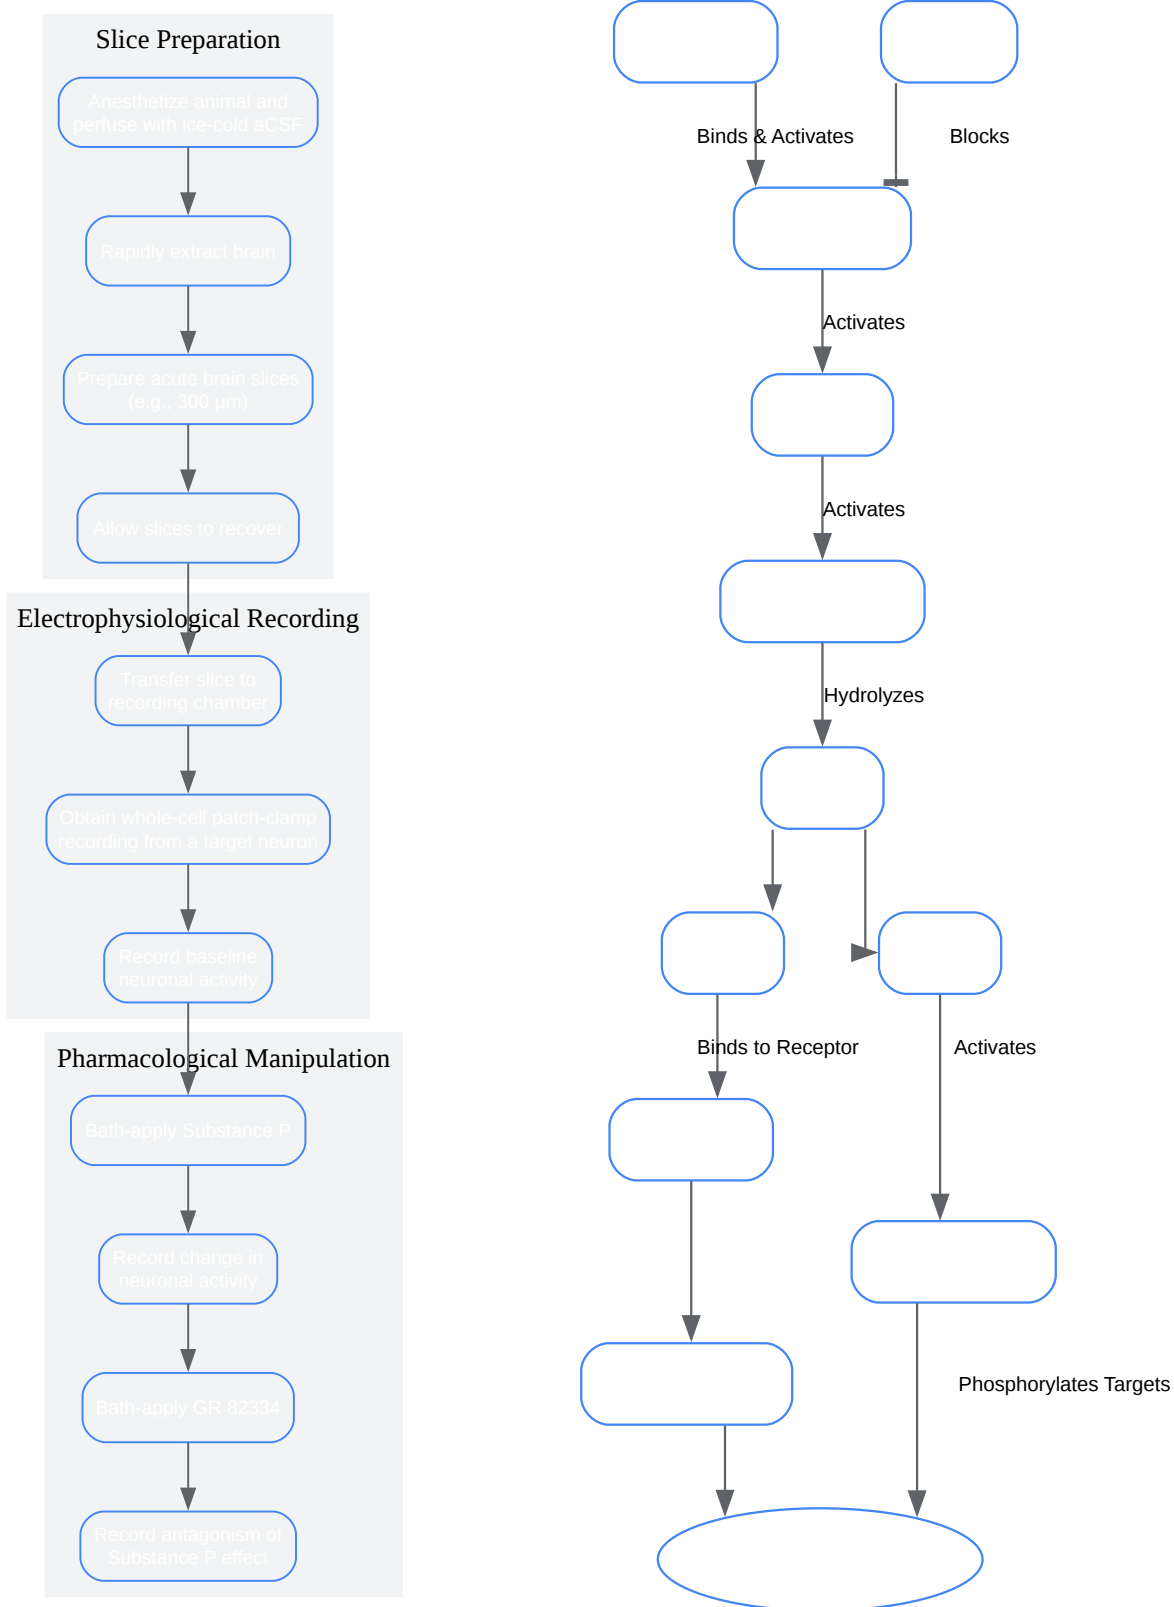 Slice Preparation
Anesthetize animal and
perfuse with ice-cold aCSF
Rapidly extract brain
Prepare acute brain slices
(e.g., 300 µm)
Allow slices to recover
Electrophysiological Recording
Transfer slice to
recording chamber
Obtain whole-cell patch-clamp
recording from a target neuron
Record baseline
neuronal activity
Pharmacological Manipulation
Bath-apply Substance P
Record change in
neuronal activity
Bath-apply GR 82334
Record antagonism of
Substance P effect
Binds & Activates
Blocks
Activates
Activates
Hydrolyzes
Binds to Receptor
Activates
Phosphorylates Targets